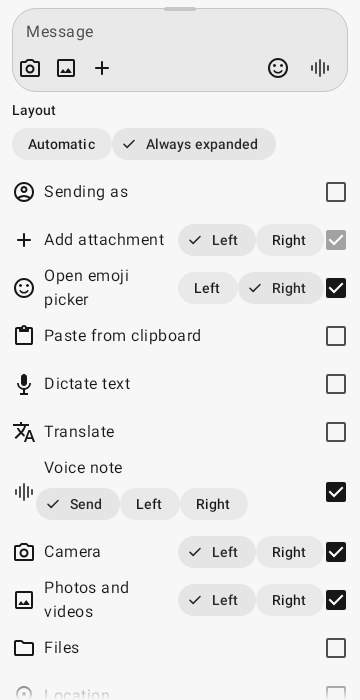 Message
Layout
Automatic Always expanded
Sending as
Add attachment Left Right
Open emoji
picker Left Right
Paste from clipboard
Dictate text
Translate
Voice note
Send Left Right
Camera Left Right
Photos and
videos Left Right
Files
Location